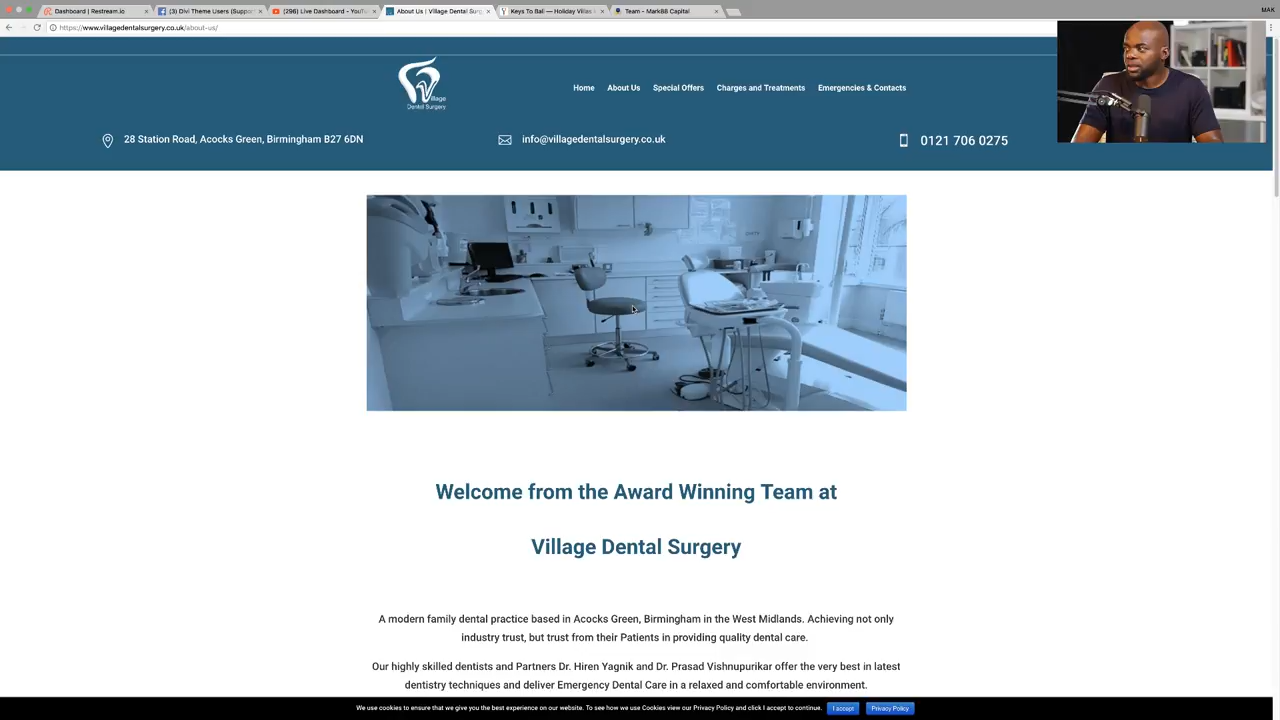 Dashboard | Restream.io
(3) Divi Theme Users (Suppor
(296) Live Dashboard - YouTu
About Us | Village Dental Surg
Keys To Bali — Holiday Villas
Team - Mark88 Capital
MAK
https://www.villagedentalsurgery.co.uk/about-us/
Village
Dental Surgery
Home
About Us
Special Offers
Charges and Treatments
Emergencies & Contacts
28 Station Road, Acocks Green, Birmingham B27 6DN
info@villagedentalsurgery.co.uk
0121 706 0275
Welcome from the Award Winning Team at
Village Dental Surgery
A modern family dental practice based in Acocks Green, Birmingham in the West Midlands. Achieving not only
industry trust, but trust from their Patients in providing quality dental care.
Our highly skilled dentists and Partners Dr. Hiren Yagnik and Dr. Prasad Vishnupurikar offer the very best in latest
dentistry techniques and deliver Emergency Dental Care in a relaxed and comfortable environment.
We use cookies to ensure that we give you the best experience on our website. To see how we use Cookies view our Privacy Policy and click I accept to continue.
I accept
Privacy Policy